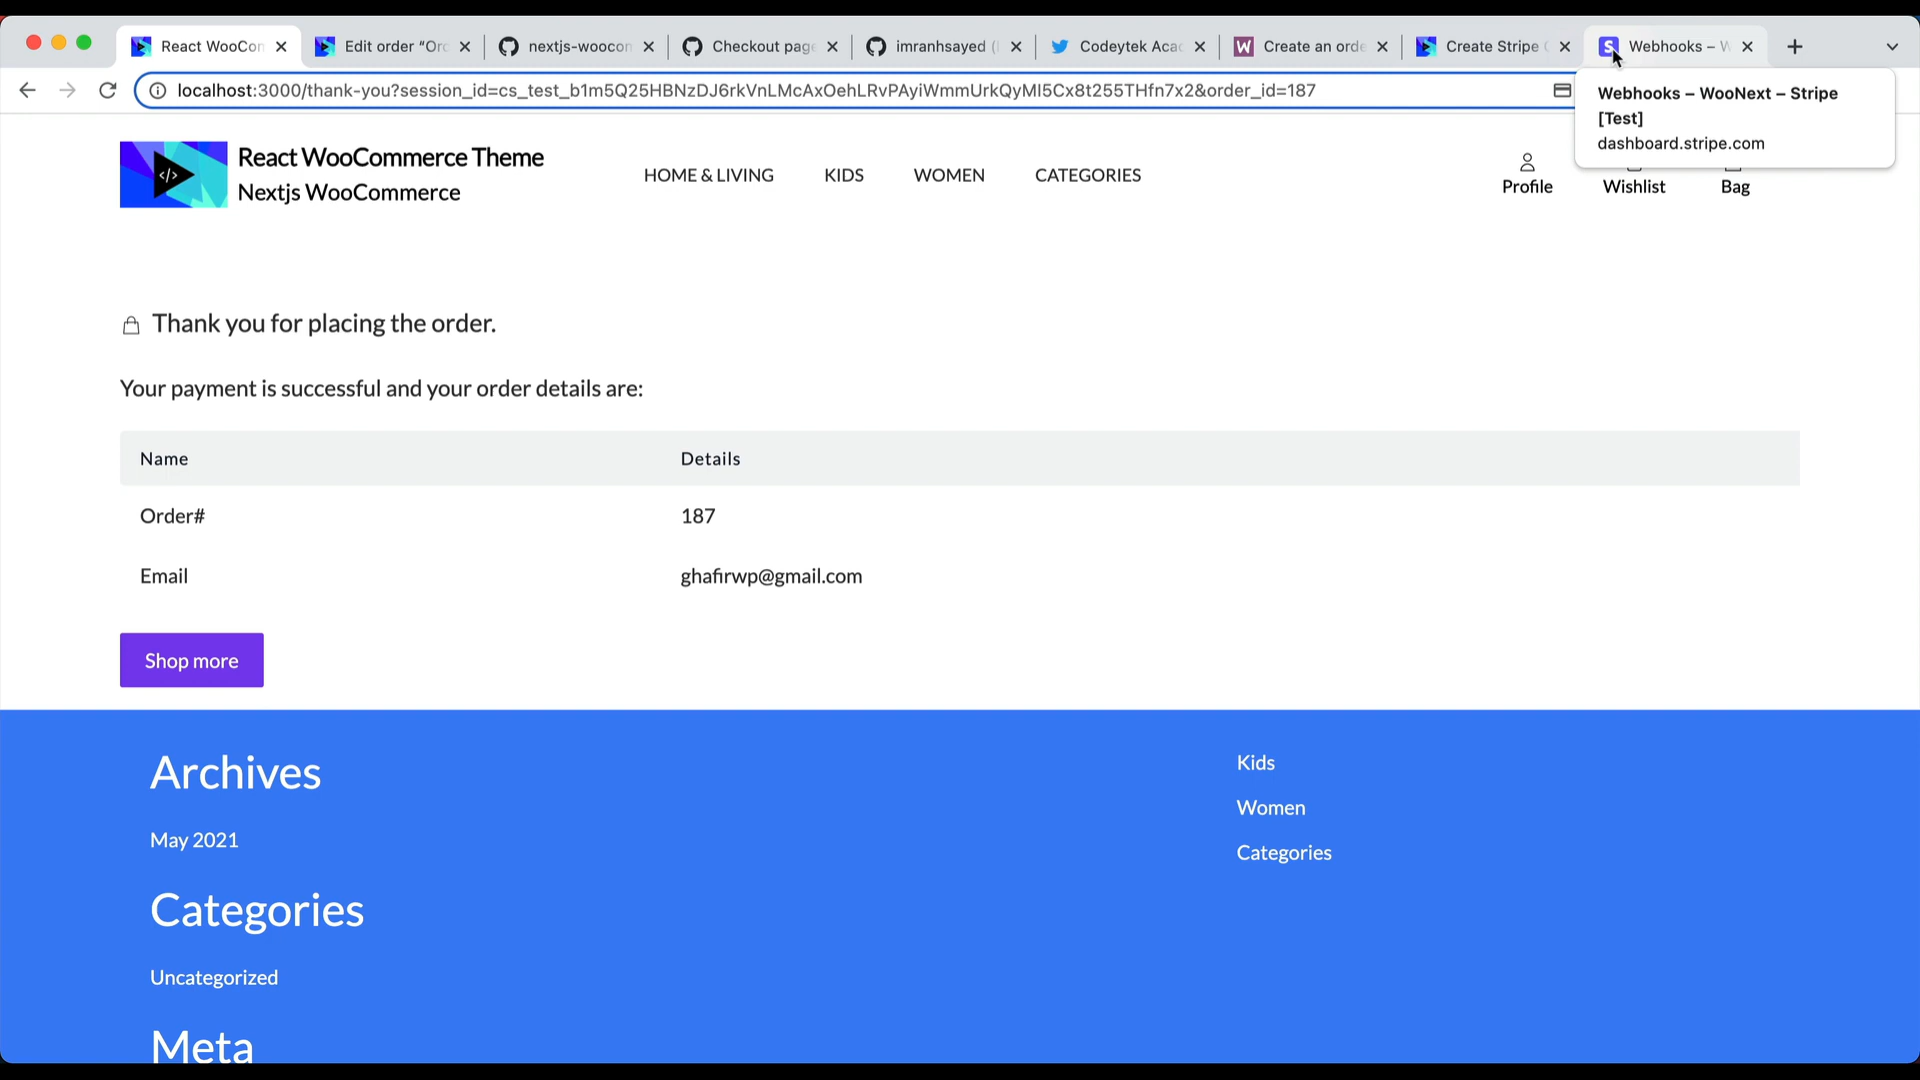 React WooCon
Edit order “Or
nextjs-woocon
Checkout page
imranhsayed (
Codeytek Aca
Create an orde
Create Stripe
Webhooks – W
localhost:3000/thank-you?session_id=cs_test_b1m5Q25HBNzDJ6rkVnLMcAxOehLRvPAyiWmmUrkQyMI5Cx8t255THfn7x2&order_id=187
Webhooks – WooNext – Stripe
[Test]
dashboard.stripe.com
</>
React WooCommerce Theme
Nextjs WooCommerce
HOME & LIVING
KIDS
WOMEN
CATEGORIES
Profile
Wishlist
Bag
Thank you for placing the order.
Your payment is successful and your order details are:
Name Details
Order# 187
Email ghafirwp@gmail.com
Shop more
Archives
May 2021
Categories
Uncategorized
Meta
Kids
Women
Categories